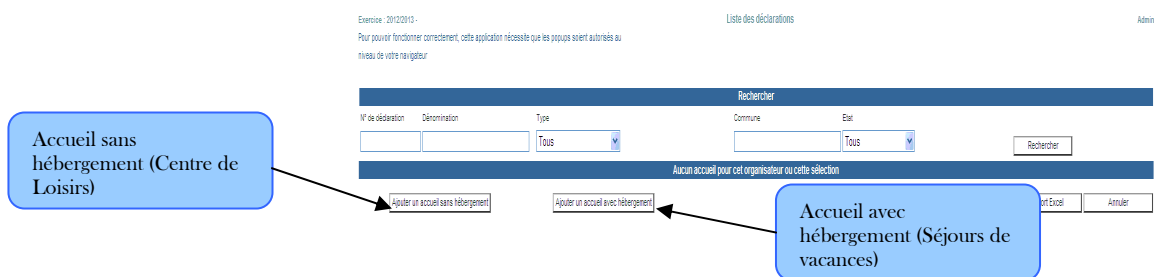 Exercice : 2012/2013 -
Liste des déclarations
Admin
Pour pouvoir fonctionner correctement, cette application nécessite que les popups soient autorisés au
niveau de votre navigateur
Rechercher
N° de déclaration Dénomination Type Commune Etat
Tous Tous Rechercher
Aucun accueil pour cet organisateur ou cette sélection
Ajouter un accueil sans hébergement Ajouter un accueil avec hébergement Excel Annuler
Accueil sans
hébergement (Centre de
Loisirs)
Accueil avec
hébergement (Séjours de
vacances)